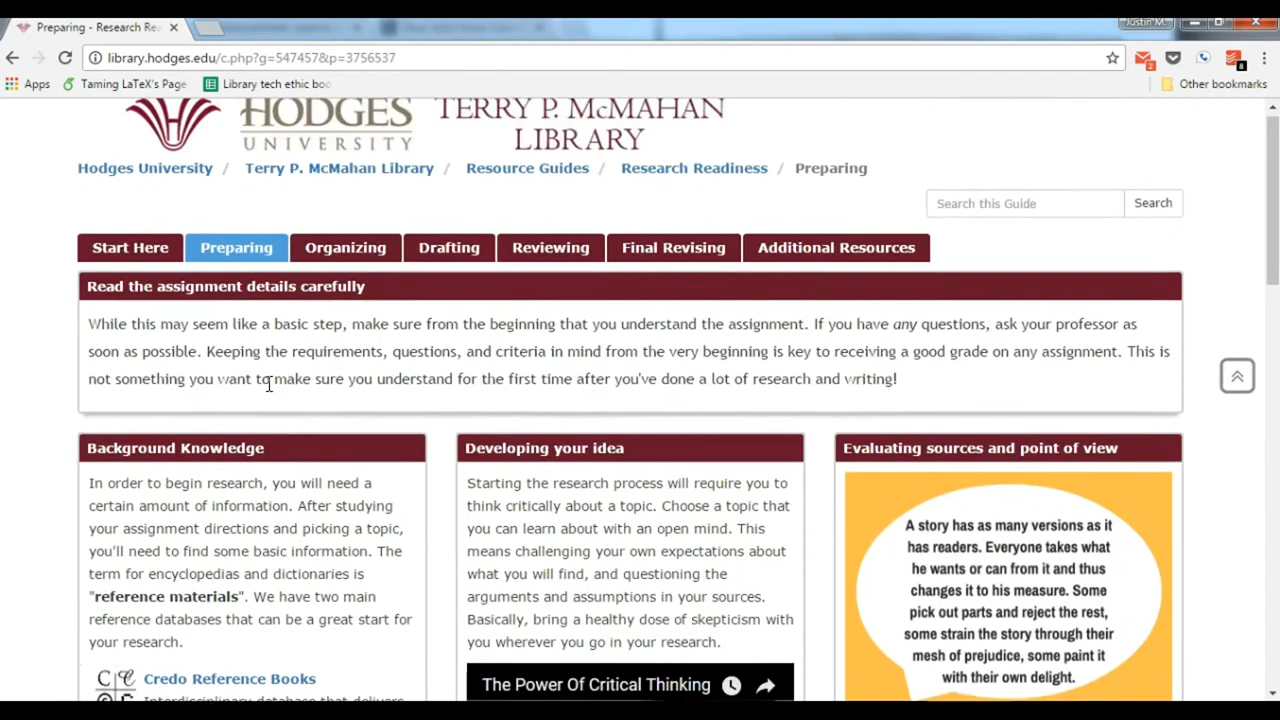 Preparing - Research Re
Justin M.
library.hodges.edu/c.php?g=547457&p=3756537
2
8
Apps
Taming LaTeX's Page
Library tech ethic boo
Other bookmarks
HODGES
UNIVERSITY
TERRY P. McMAHAN
LIBRARY
Hodges University / Terry P. McMahan Library / Resource Guides / Research Readiness / Preparing
Search this Guide
Search
Start Here
Preparing
Organizing
Drafting
Reviewing
Final Revising
Additional Resources
Read the assignment details carefully
While this may seem like a basic step, make sure from the beginning that you understand the assignment. If you have any questions, ask your professor as
soon as possible. Keeping the requirements, questions, and criteria in mind from the very beginning is key to receiving a good grade on any assignment. This is
not something you want to make sure you understand for the first time after you've done a lot of research and writing!
Background Knowledge
In order to begin research, you will need a
certain amount of information. After studying
your assignment directions and picking a topic,
you'll need to find some basic information. The
term for encyclopedias and dictionaries is
"reference materials". We have two main
reference databases that can be a great start for
your research.
Credo Reference Books
Interdisciplinary database that delivers
Developing your idea
Starting the research process will require you to
think critically about a topic. Choose a topic that
you can learn about with an open mind. This
means challenging your own expectations about
what you will find, and questioning the
arguments and assumptions in your sources.
Basically, bring a healthy dose of skepticism with
you wherever you go in your research.
The Power Of Critical Thinking
Evaluating sources and point of view
A story has as many versions as it
has readers. Everyone takes what
he wants or can from it and thus
changes it to his measure. Some
pick out parts and reject the rest,
some strain the story through their
mesh of prejudice, some paint it
with their own delight.